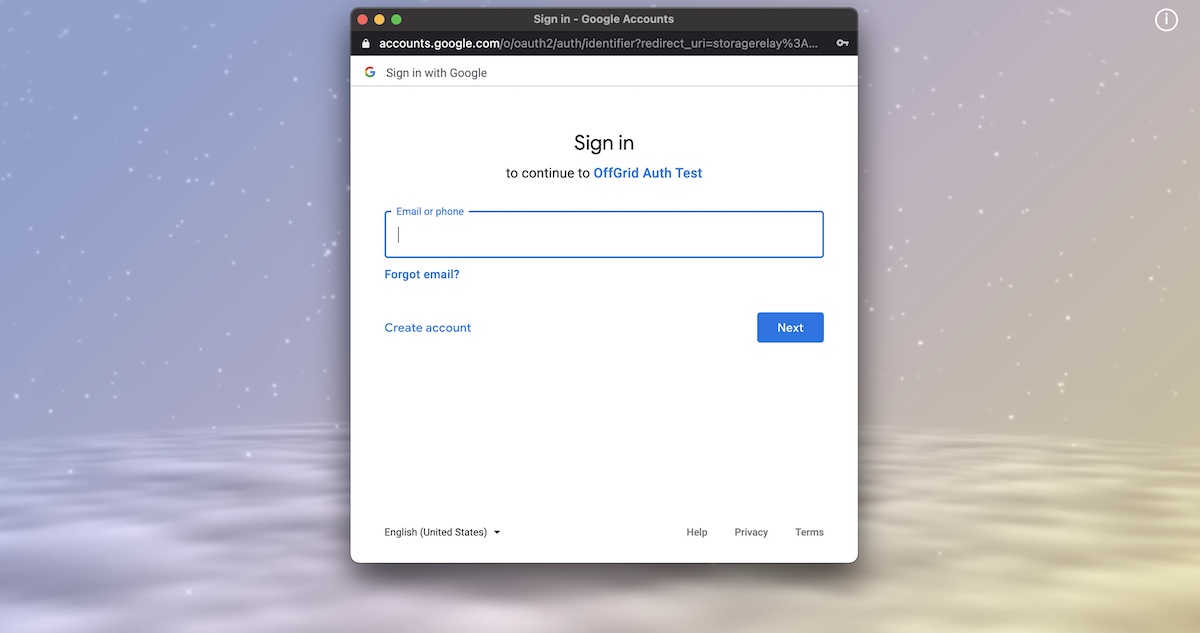 Sign in - Google Accounts
accounts.google.com/o/oauth2/auth/identifier?redirect_uri=storagerelay%3A...
Sign in with Google
Sign in
to continue to OffGrid Auth Test
Email or phone
Forgot email?
Create account
Next
English (United States)
Help
Privacy
Terms